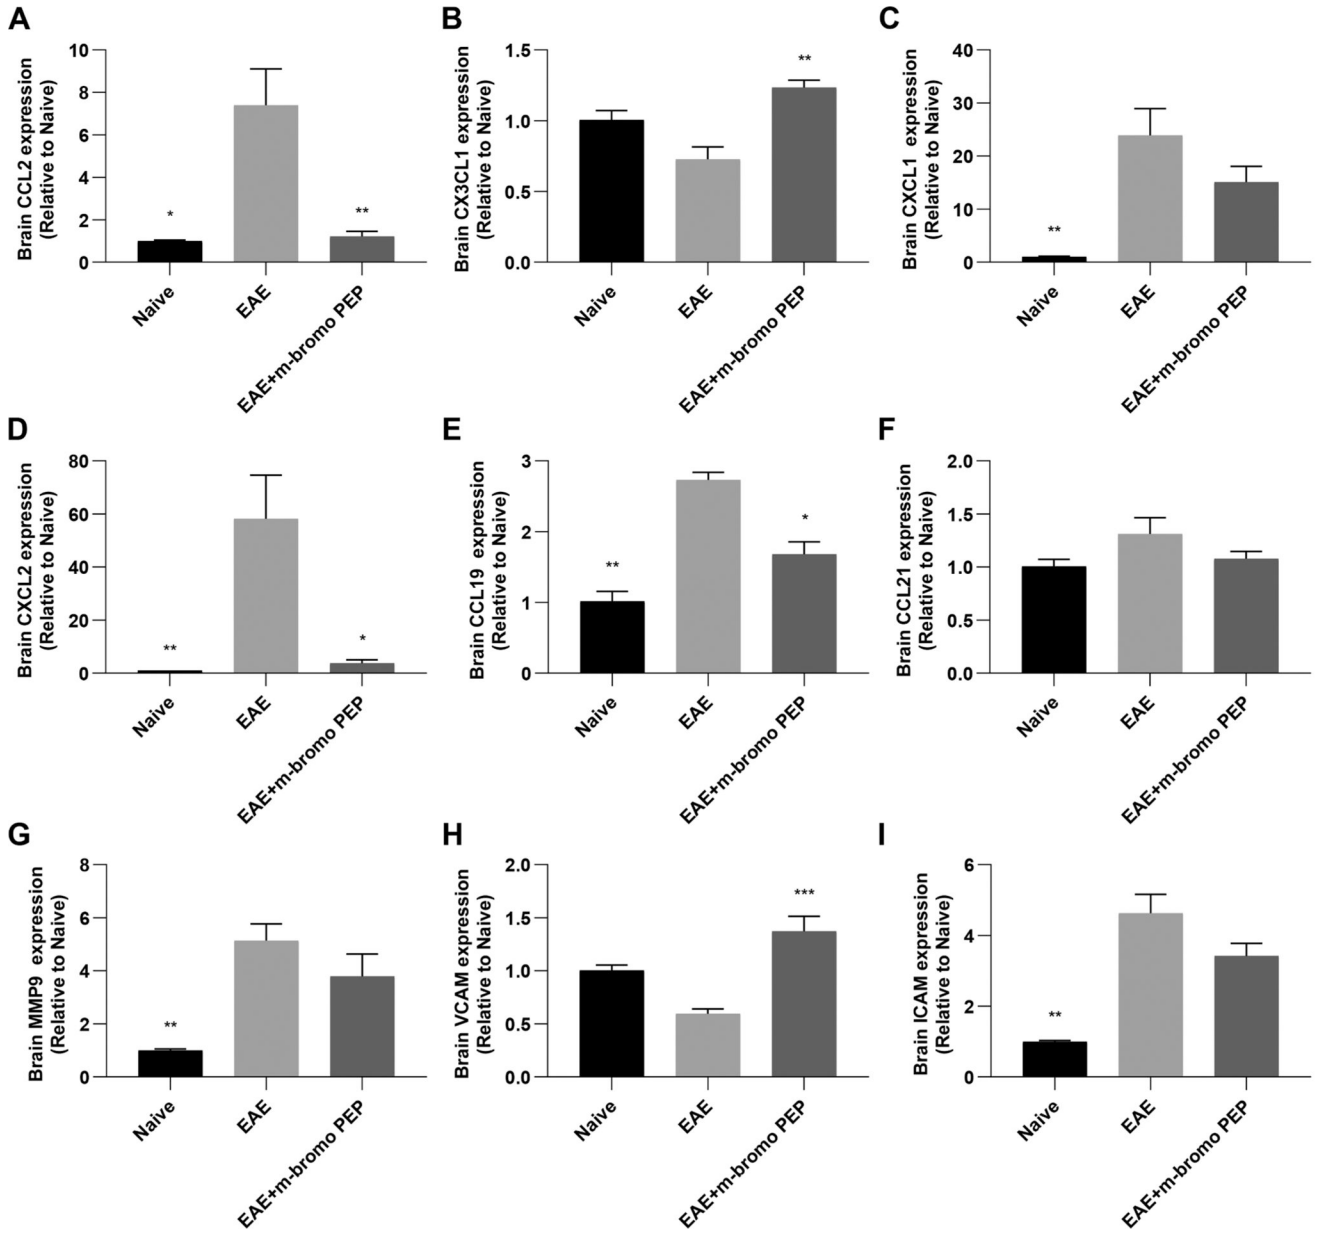 A
Brain CCL2 expression
(Relative to Naive)
10
8
6
4
2
0
*
**
Naive
EAE
EAE+m-bromo PEP
B
Brain CX3CL1 expression
(Relative to Naive)
1.5
1.0
0.5
0.0
**
Naive
EAE
EAE+m-bromo PEP
C
Brain CXCL1 expression
(Relative to Naive)
40
30
20
10
0
**
Naive
EAE
EAE+m-bromo PEP
D
Brain CXCL2 expression
(Relative to Naive)
80
60
40
20
0
**
*
Naive
EAE
EAE+m-bromo PEP
E
Brain CCL19 expression
(Relative to Naive)
3
2
1
0
**
*
Naive
EAE
EAE+m-bromo PEP
F
Brain CCL21 expression
(Relative to Naive)
2.0
1.5
1.0
0.5
0.0
Naive
EAE
EAE+m-bromo PEP
G
Brain MMP9 expression
(Relative to Naive)
8
6
4
2
0
**
Naive
EAE
EAE+m-bromo PEP
H
Brain VCAM expression
(Relative to Naive)
2.0
1.5
1.0
0.5
0.0
***
Naive
EAE
EAE+m-bromo PEP
I
Brain ICAM expression
(Relative to Naive)
6
4
2
0
**
Naive
EAE
EAE+m-bromo PEP